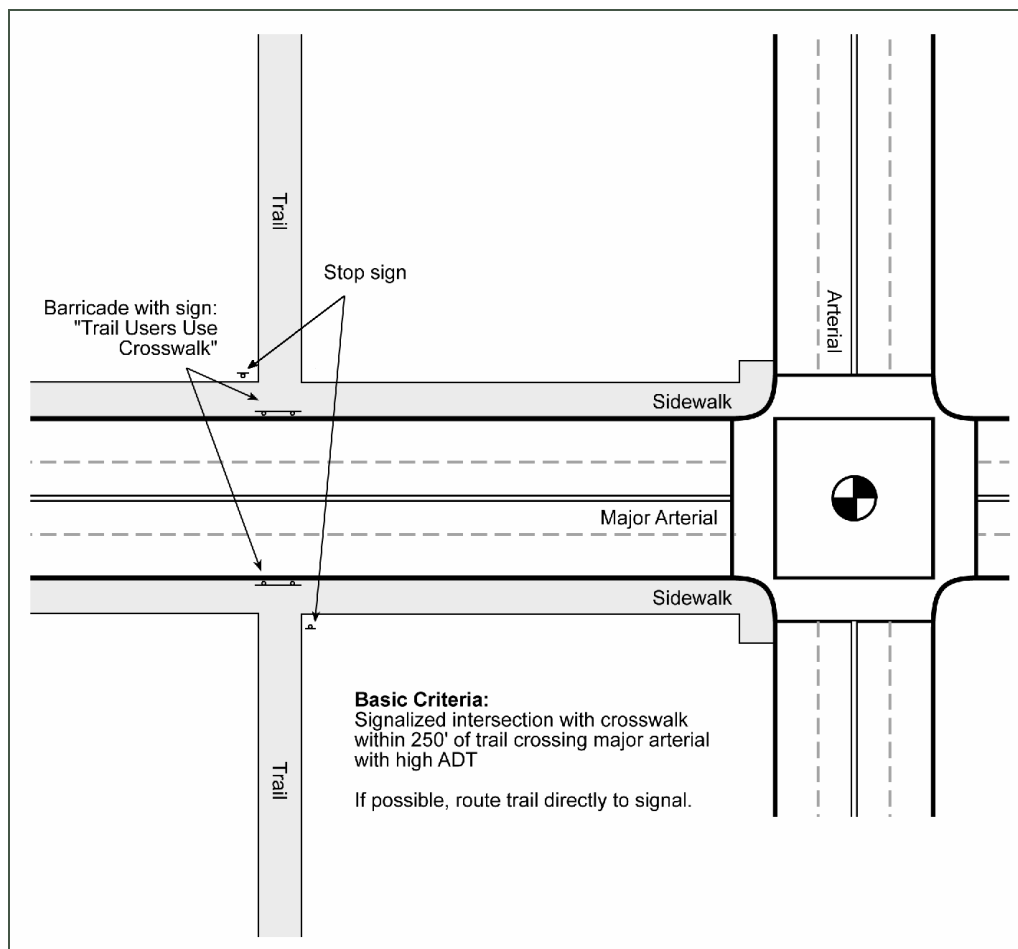 Trail
Stop sign
Barricade with sign:
"Trail Users Use
Crosswalk"
Arterial
Sidewalk
Major Arterial
Sidewalk
Basic Criteria:
Signalized intersection with crosswalk
within 250' of trail crossing major arterial
with high ADT
If possible, route trail directly to signal.
Trail